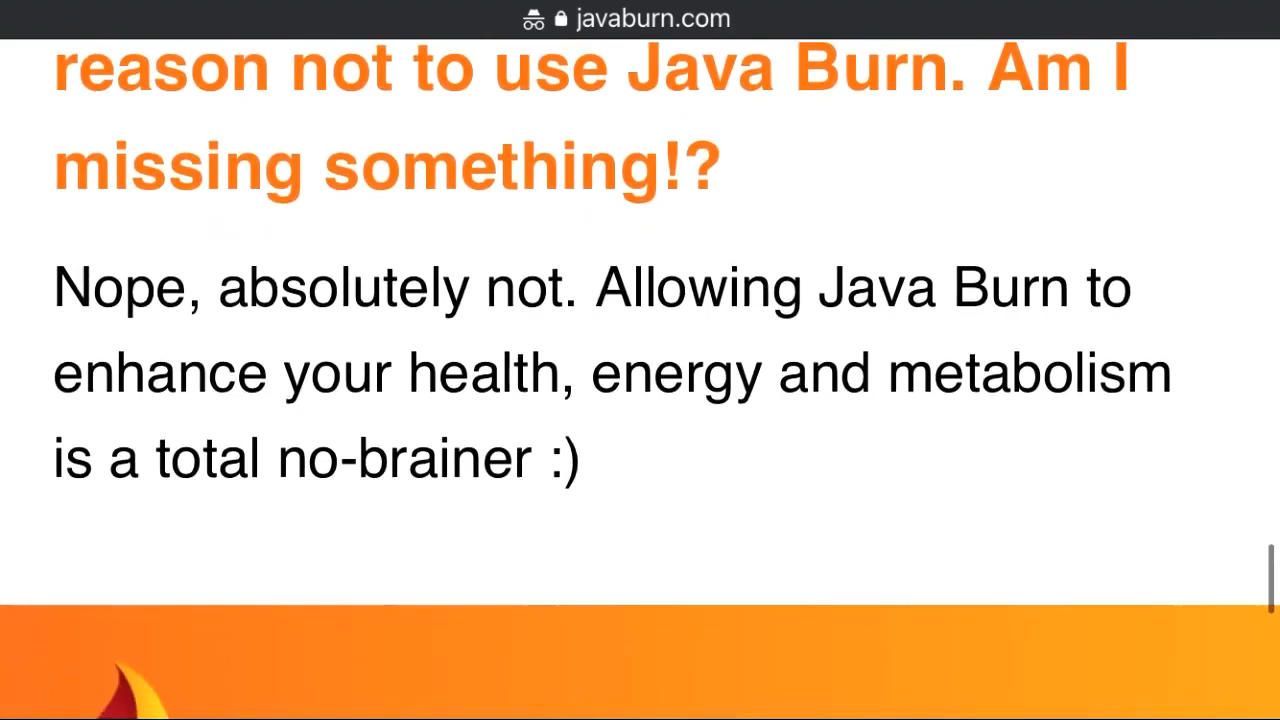 javaburn.com
reason not to use Java Burn. Am I
missing something!?
Nope, absolutely not. Allowing Java Burn to
enhance your health, energy and metabolism
is a total no-brainer :)